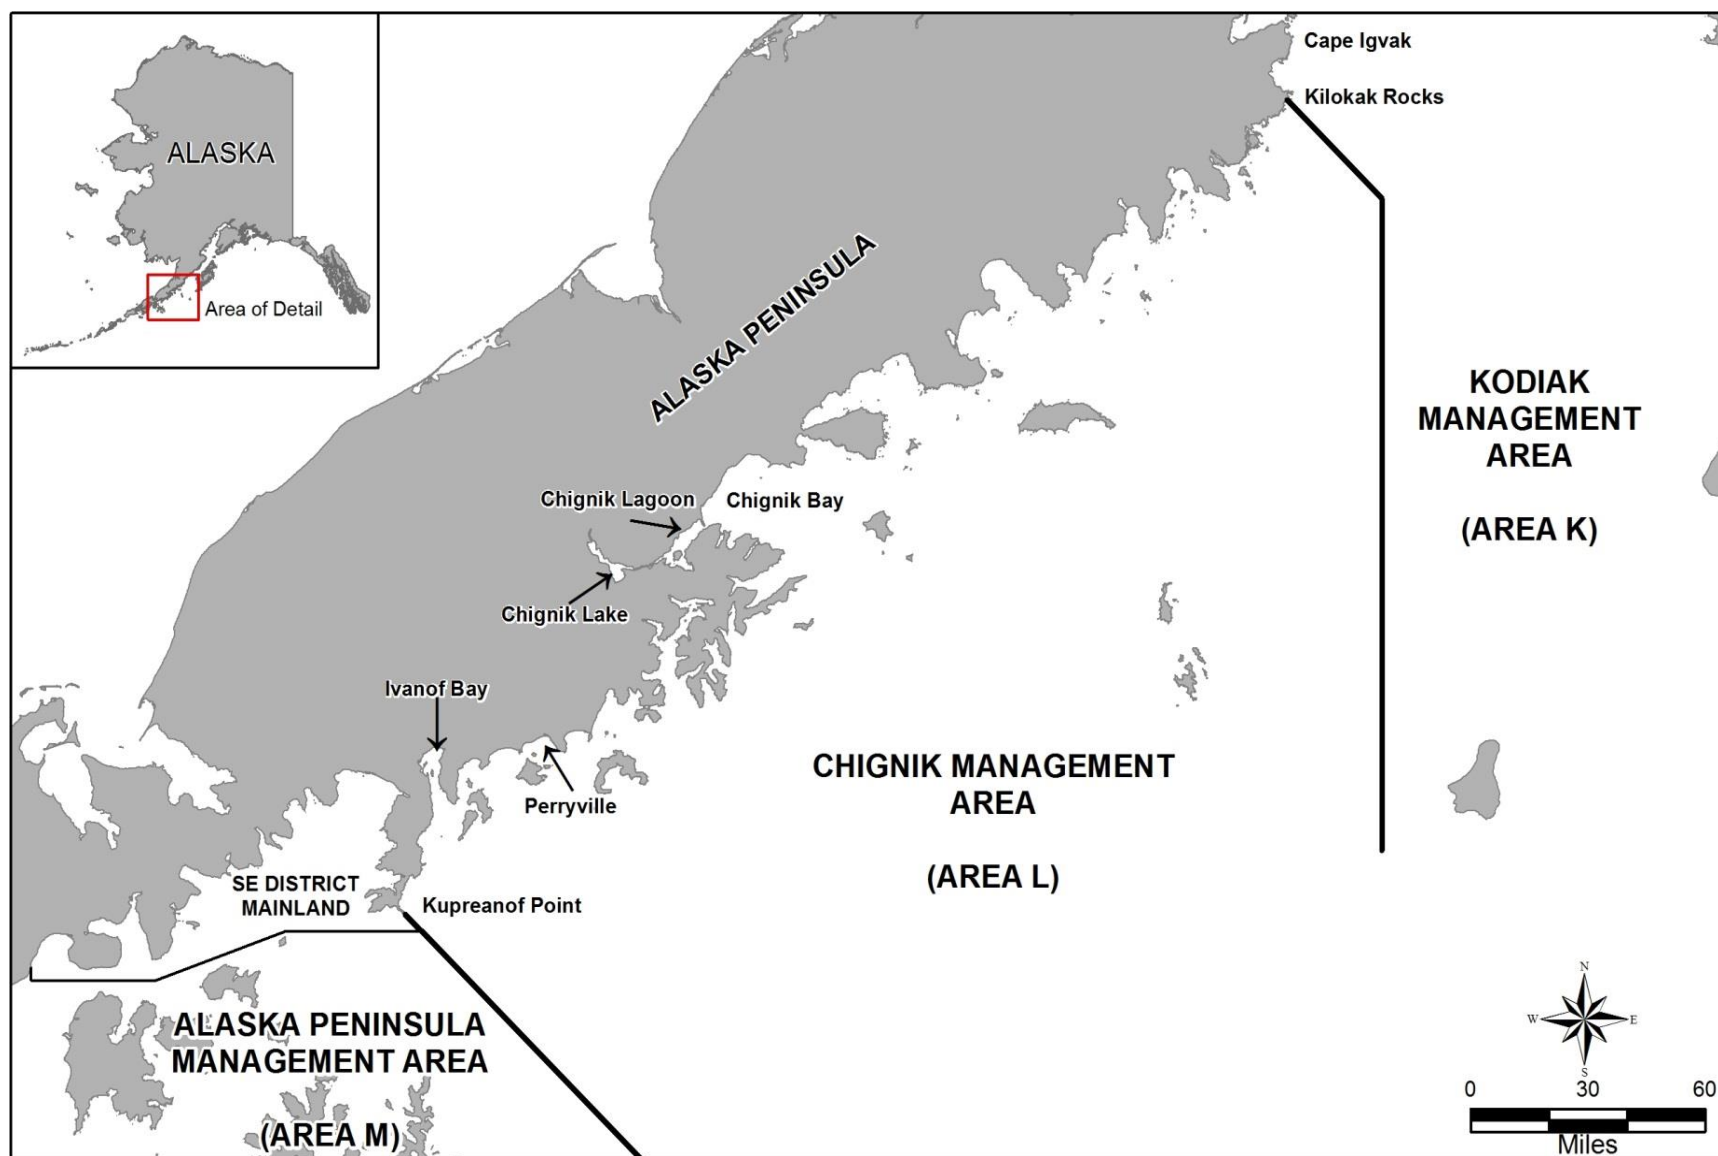 ALASKA
Area of Detail
Cape Igvak
Kilokak Rocks
ALASKA PENINSULA
KODIAK
MANAGEMENT
AREA
(AREA K)
Chignik Lagoon
Chignik Bay
Chignik Lake
Ivanof Bay
Perryville
CHIGNIK MANAGEMENT
AREA
(AREA L)
SE DISTRICT
MAINLAND
Kupreanof Point
ALASKA PENINSULA
MANAGEMENT AREA
(AREA M)
N
W E
S
0 30 60
Miles